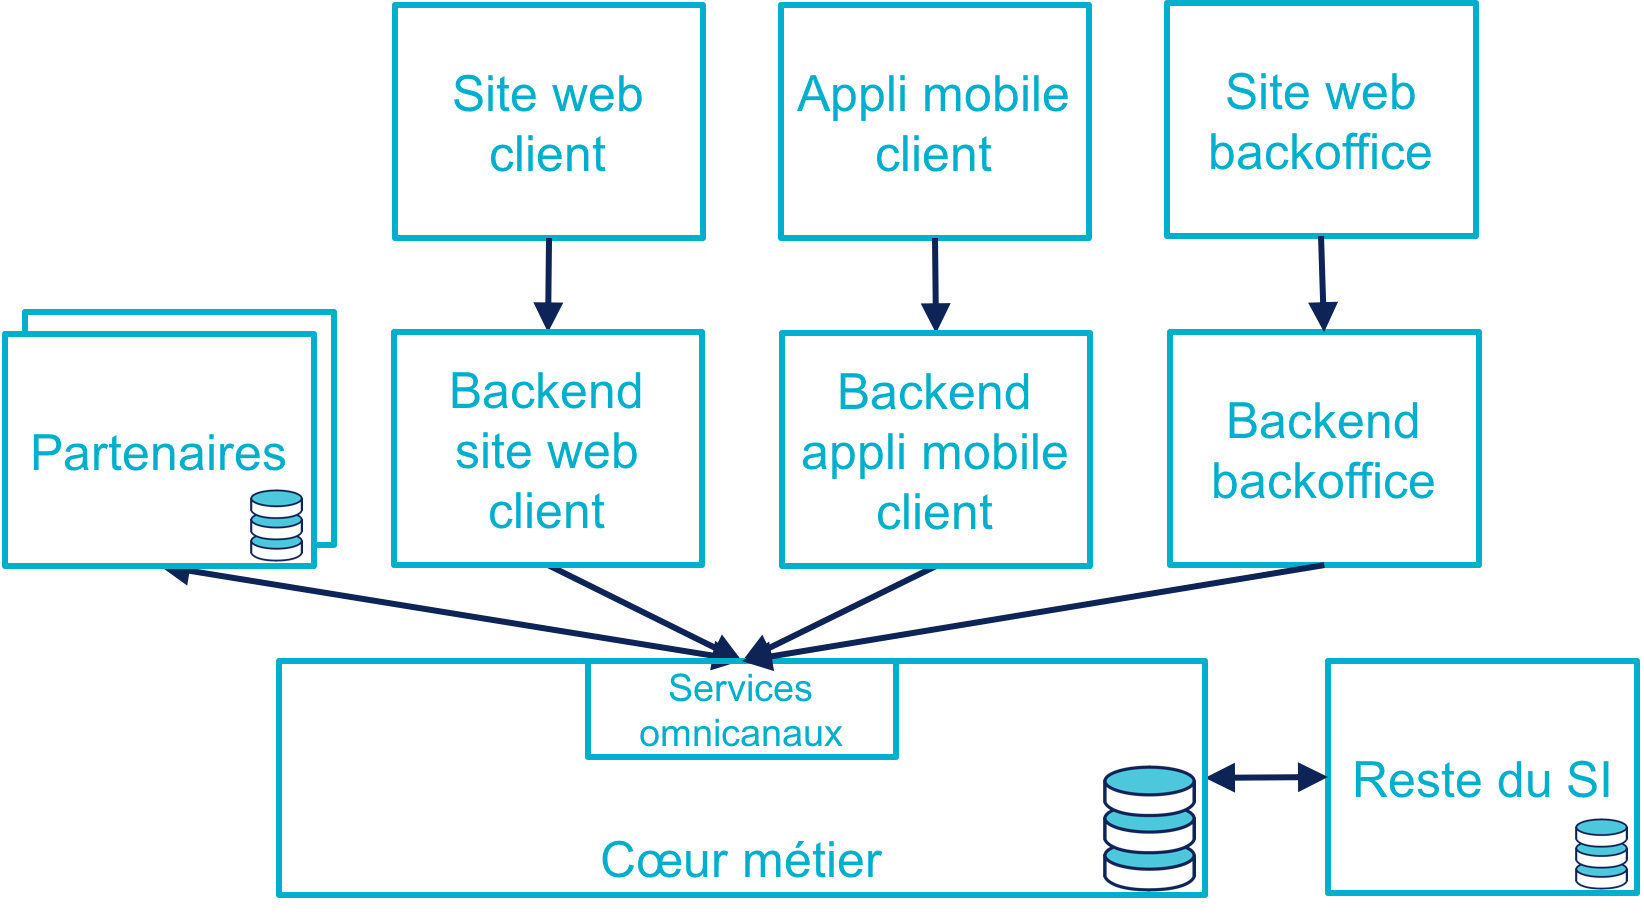 Site web
client
Appli mobile
client
Site web
backoffice
Partenaires
Backend
site web
client
Backend
appli mobile
client
Backend
backoffice
Services
omnicanaux
Cœur métier
Reste du SI